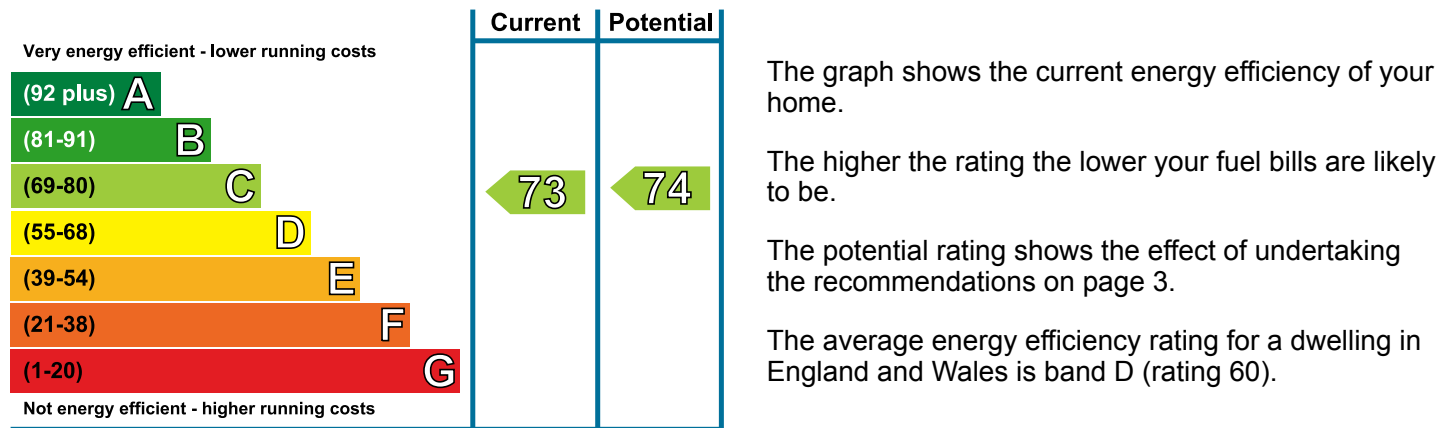 Current Potential
Very energy efficient - lower running costs
(92 plus) A
(81-91) B
(69-80) C
73 74
(55-68) D
(39-54) E
(21-38) F
(1-20) G
Not energy efficient - higher running costs
The graph shows the current energy efficiency of your
home.
The higher the rating the lower your fuel bills are likely
to be.
The potential rating shows the effect of undertaking
the recommendations on page 3.
The average energy efficiency rating for a dwelling in
England and Wales is band D (rating 60).